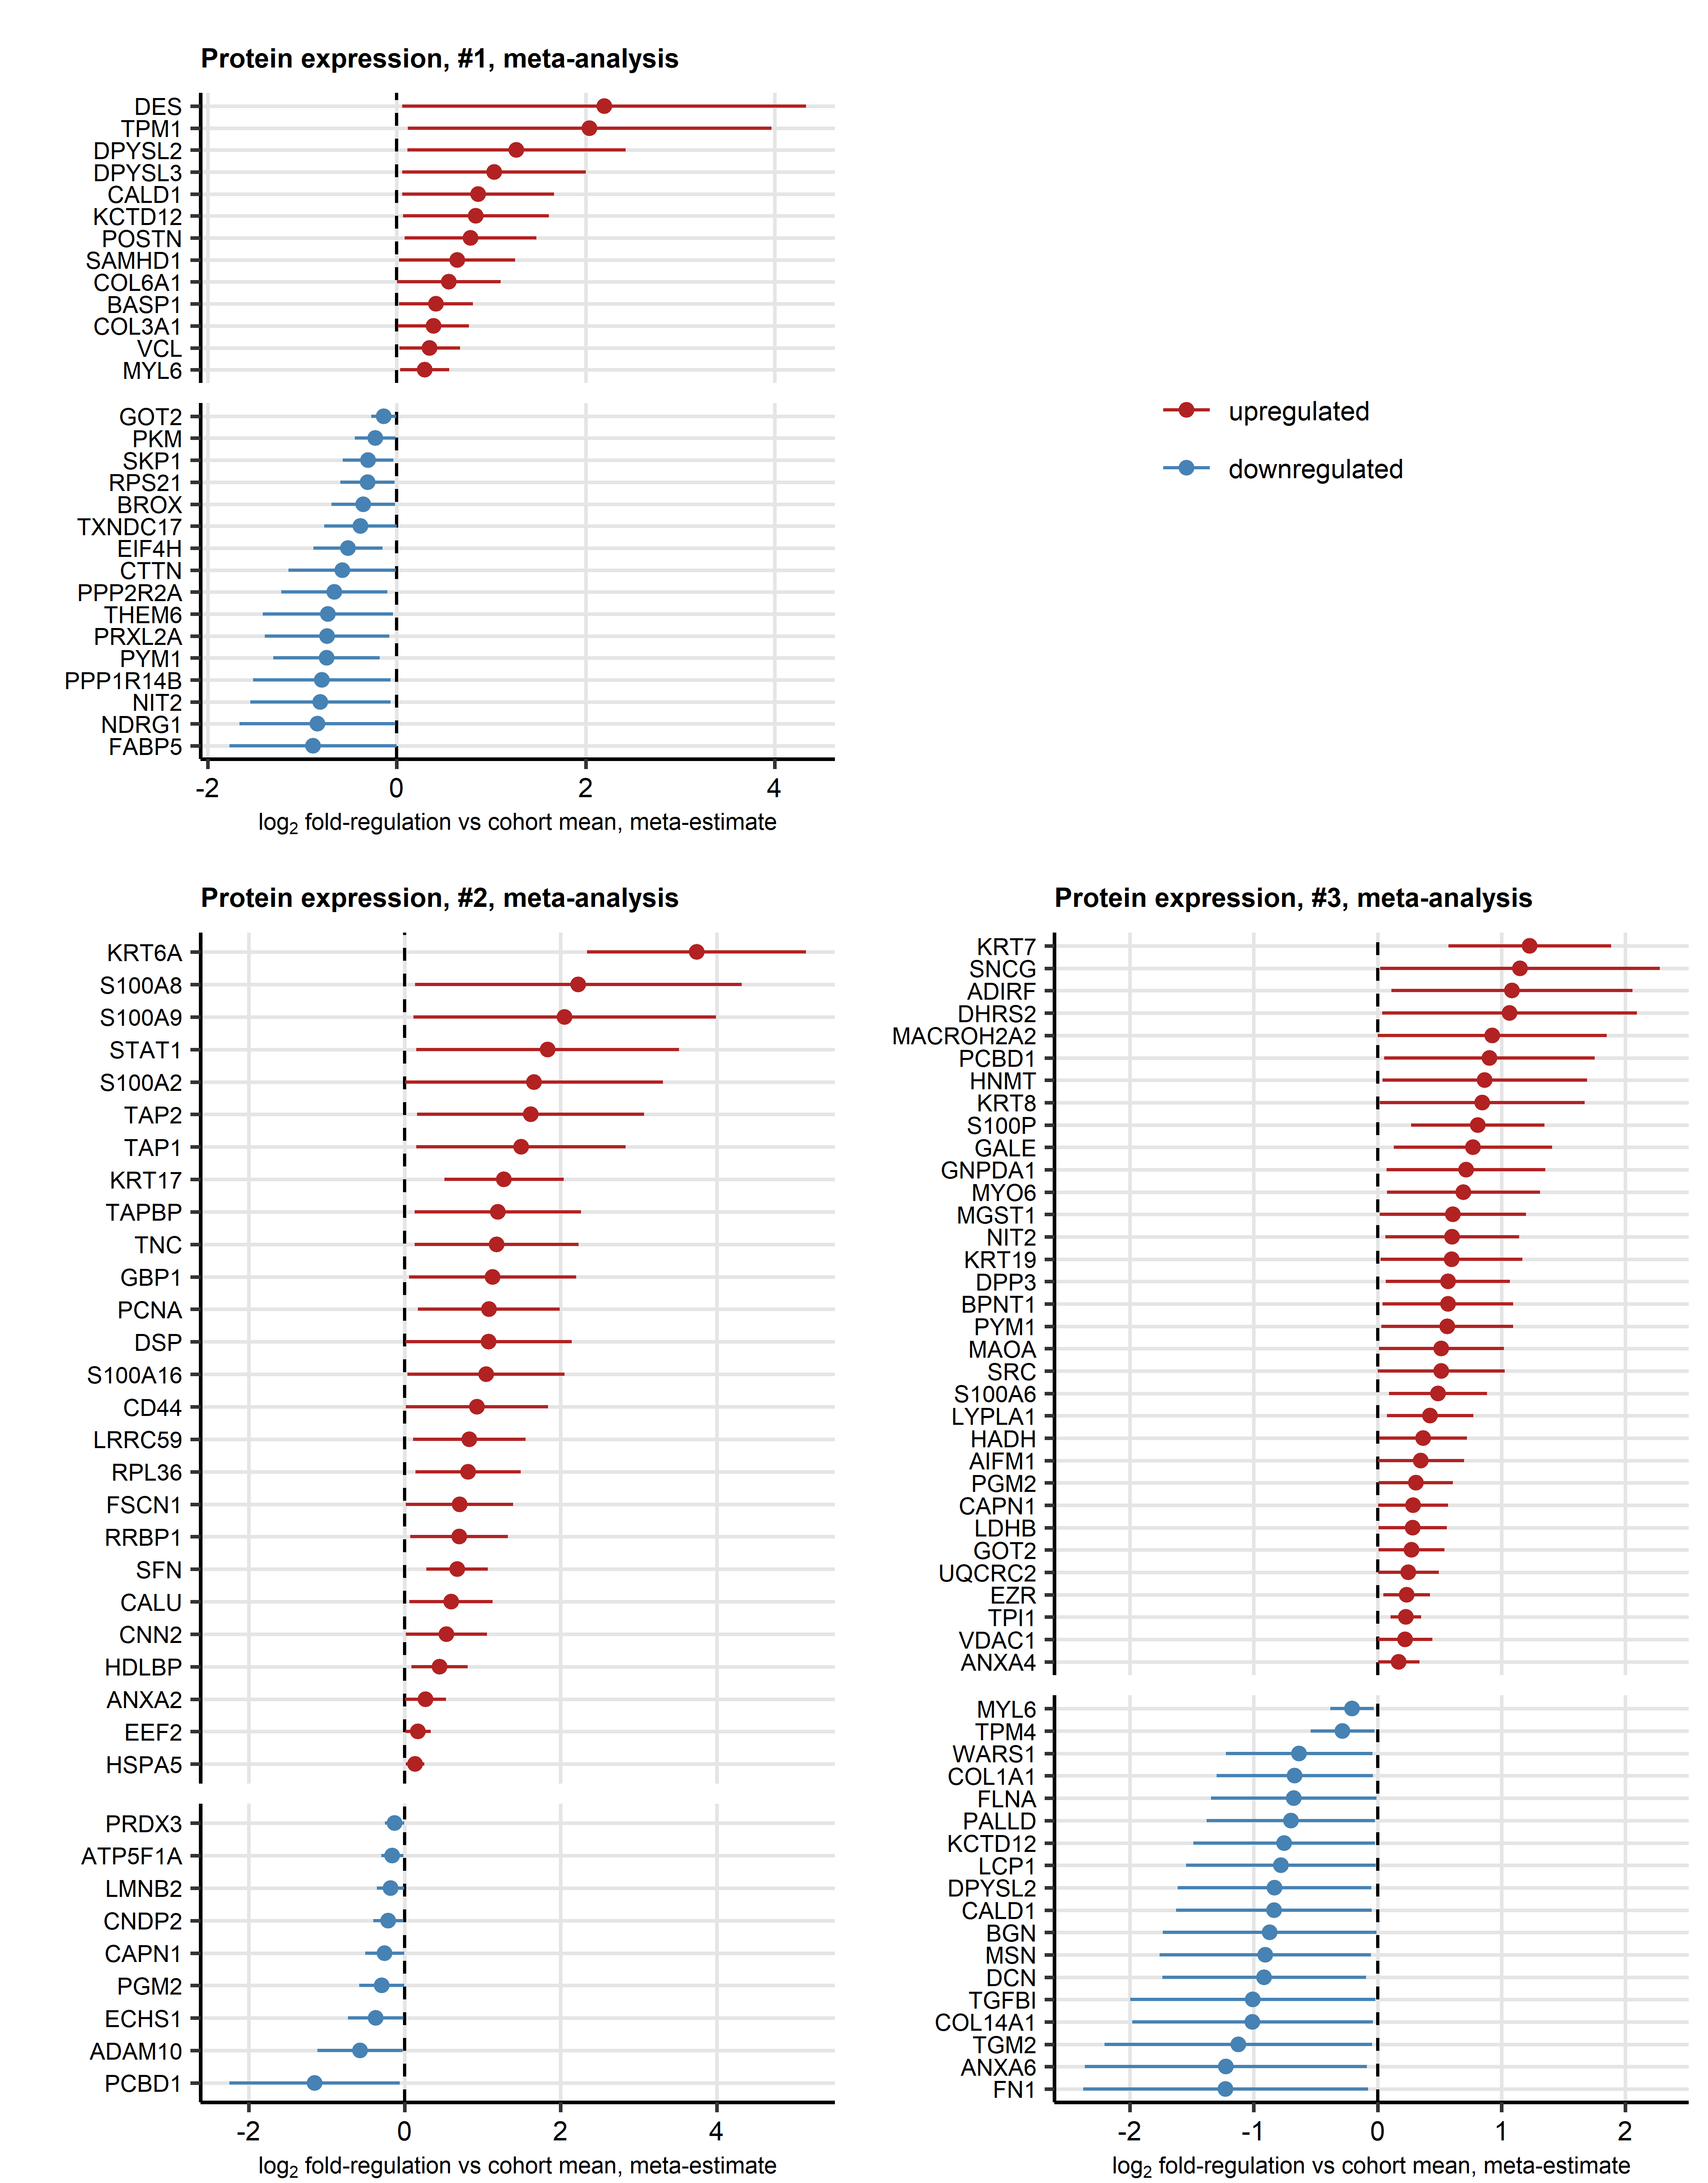 Protein expression, #1, meta-analysis
DES
TPM1
DPYSL2
DPYSL3
CALD1
KCTD12
POSTN
SAMHD1
COL6A1
BASP1
COL3A1
VCL
MYL6
GOT2
PKM
SKP1
RPS21
BROX
TXNDC17
EIF4H
CTTN
PPP2R2A
THEM6
PRXL2A
PYM1
PPP1R14B
NIT2
NDRG1
FABP5
-2 0 2 4
log2 fold-regulation vs cohort mean, meta-estimate
upregulated
downregulated
Protein expression, #2, meta-analysis
KRT6A
S100A8
S100A9
STAT1
S100A2
TAP2
TAP1
KRT17
TAPBP
TNC
GBP1
PCNA
DSP
S100A16
CD44
LRRC59
RPL36
FSCN1
RRBP1
SFN
CALU
CNN2
HDLBP
ANXA2
EEF2
HSPA5
PRDX3
ATP5F1A
LMNB2
CNDP2
CAPN1
PGM2
ECHS1
ADAM10
PCBD1
-2 0 2 4
log2 fold-regulation vs cohort mean, meta-estimate
Protein expression, #3, meta-analysis
KRT7
SNCG
ADIRF
DHRS2
MACROH2A2
PCBD1
HNMT
KRT8
S100P
GALE
GNPDA1
MYO6
MGST1
NIT2
KRT19
DPP3
BPNT1
PYM1
MAOA
SRC
S100A6
LYPLA1
HADH
AIFM1
PGM2
CAPN1
LDHB
GOT2
UQCRC2
EZR
TPI1
VDAC1
ANXA4
MYL6
TPM4
WARS1
COL1A1
FLNA
PALLD
KCTD12
LCP1
DPYSL2
CALD1
BGN
MSN
DCN
TGFBI
COL14A1
TGM2
ANXA6
FN1
-2 -1 0 1 2
log2 fold-regulation vs cohort mean, meta-estimate